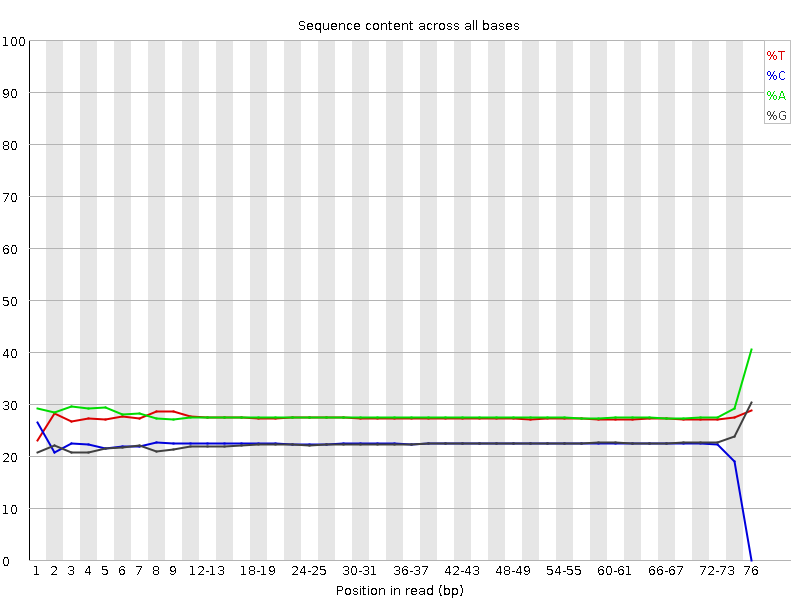 Sequence content across all bases
100
90
80
70
60
50
40
30
20
10
0
%T
%C
%A
%G
1 2 3 4 5 6 7 8 9 12-13 18-19 24-25 30-31 36-37 42-43 48-49 54-55 60-61 66-67 72-73 76
Position in read (bp)